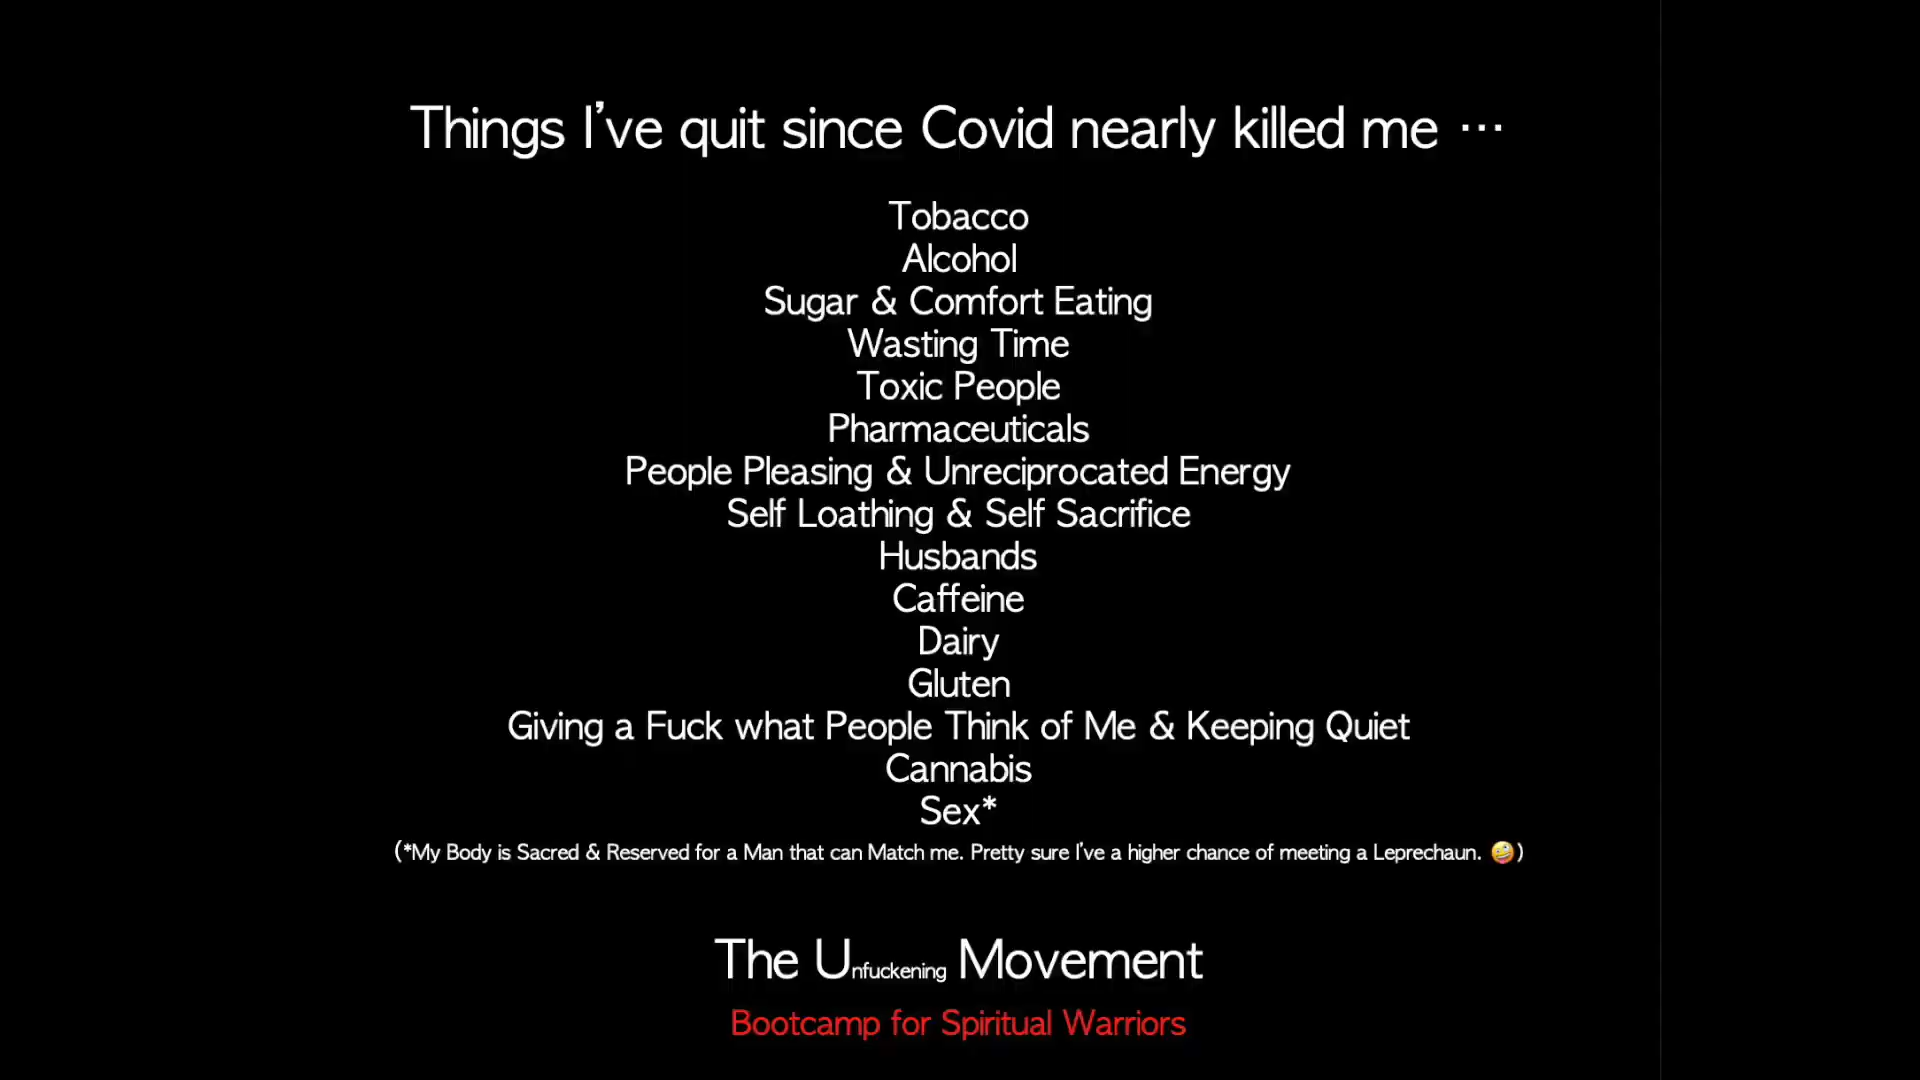 Things I’ve quit since Covid nearly killed me …
Tobacco
Alcohol
Sugar & Comfort Eating
Wasting Time
Toxic People
Pharmaceuticals
People Pleasing & Unreciprocated Energy
Self Loathing & Self Sacrifice
Husbands
Caffeine
Dairy
Gluten
Giving a Fuck what People Think of Me & Keeping Quiet
Cannabis
Sex*
(*My Body is Sacred & Reserved for a Man that can Match me. Pretty sure I’ve a higher chance of meeting a Leprechaun. 🤪)
The Unfuckening Movement
Bootcamp for Spiritual Warriors